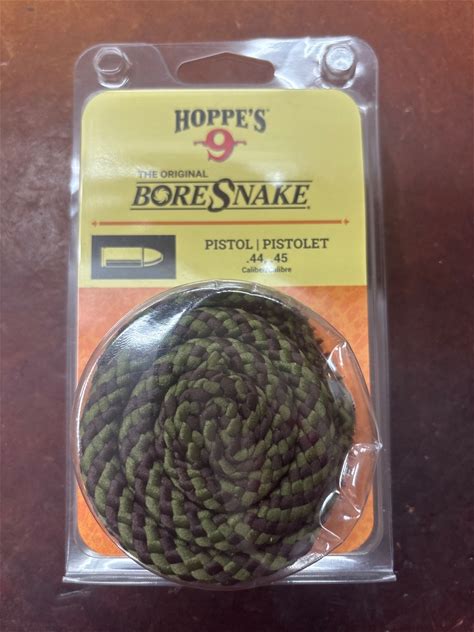 HOPPE'S
9
THE ORIGINAL
BORESNAKE
PISTOL | PISTOLET
.44, .45
Caliber/Calibre